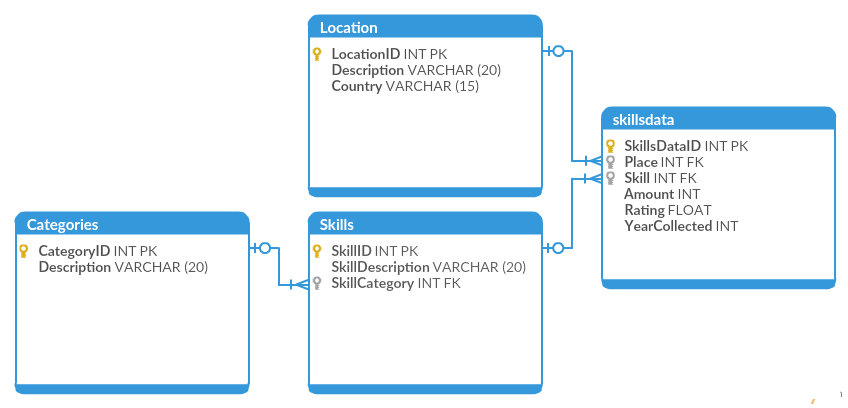 Location
LocationID INT PK
Description VARCHAR (20)
Country VARCHAR (15)
skillsdata
SkillsDataID INT PK
Place INT FK
Skill INT FK
Amount INT
Rating FLOAT
YearCollected INT
Categories
CategoryID INT PK
Description VARCHAR (20)
Skills
SkillID INT PK
SkillDescription VARCHAR (20)
SkillCategory INT FK